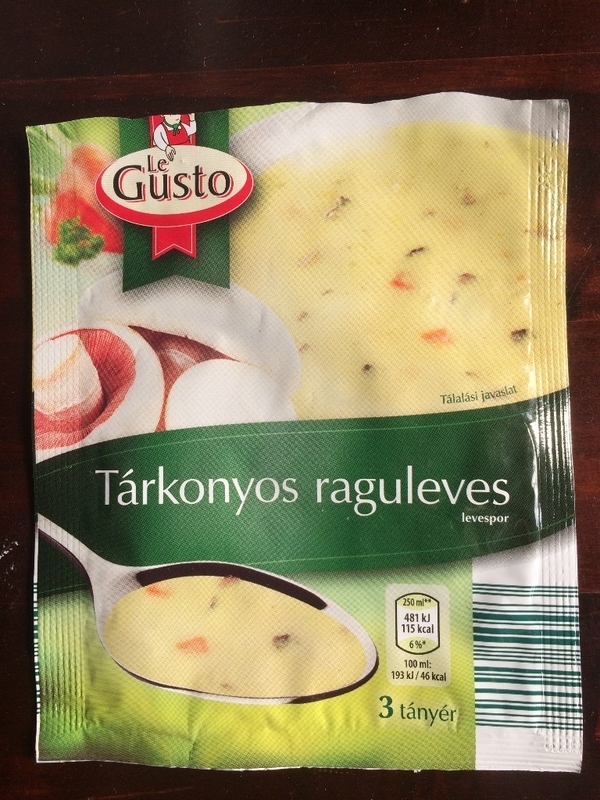 Le
Gusto
Tálalási javaslat
Tárkonyos raguleves
levespor
250 ml**
481 kJ
115 kcal
6%*
100 ml:
193 kJ / 46 kcal
3 tányér